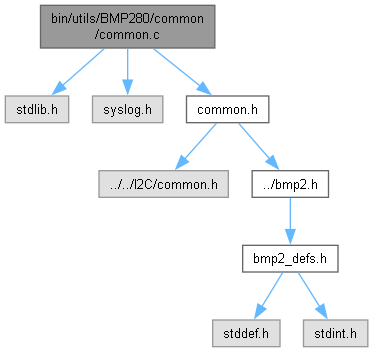 bin/utils/BMP280/common
/common.c
stdlib.h
syslog.h
common.h
../../I2C/common.h
../bmp2.h
bmp2_defs.h
stddef.h
stdint.h